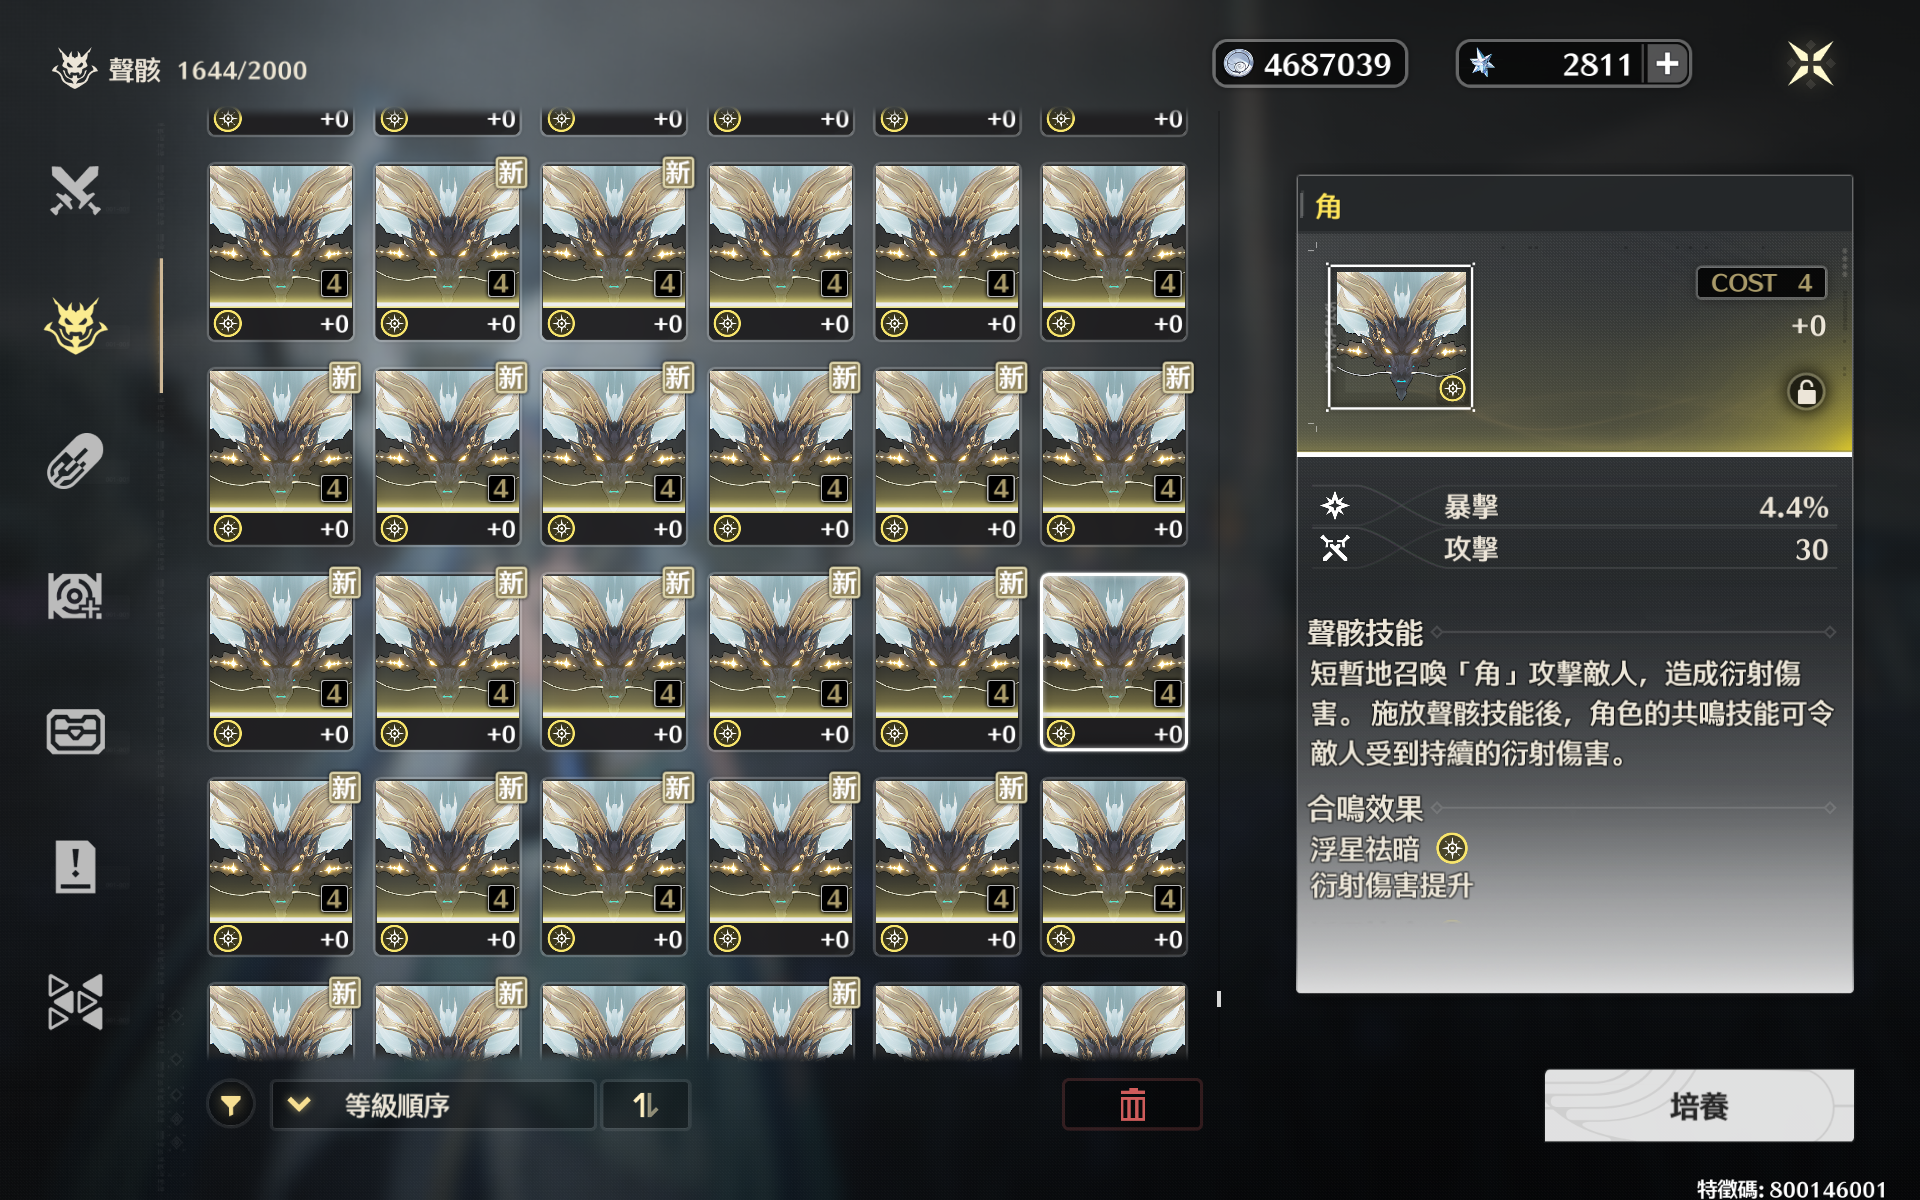 聲骸 1644/2000
4687039
2811
+0 +0 +0 +0 +0 +0
新 新
4 4 4 4 4 4
+0 +0 +0 +0 +0 +0
新 新 新 新 新 新
4 4 4 4 4 4
+0 +0 +0 +0 +0 +0
新 新 新 新 新
4 4 4 4 4 4
+0 +0 +0 +0 +0 +0
新 新 新 新 新
4 4 4 4 4 4
+0 +0 +0 +0 +0 +0
新 新 新
等級順序
角
COST 4
+0
暴擊 4.4%
攻擊 30
聲骸技能
短暫地召喚「角」攻擊敵人，造成衍射傷
害。施放聲骸技能後，角色的共鳴技能可令
敵人受到持續的衍射傷害。
合鳴效果
浮星祛暗
衍射傷害提升
培養
特徵碼: 800146001